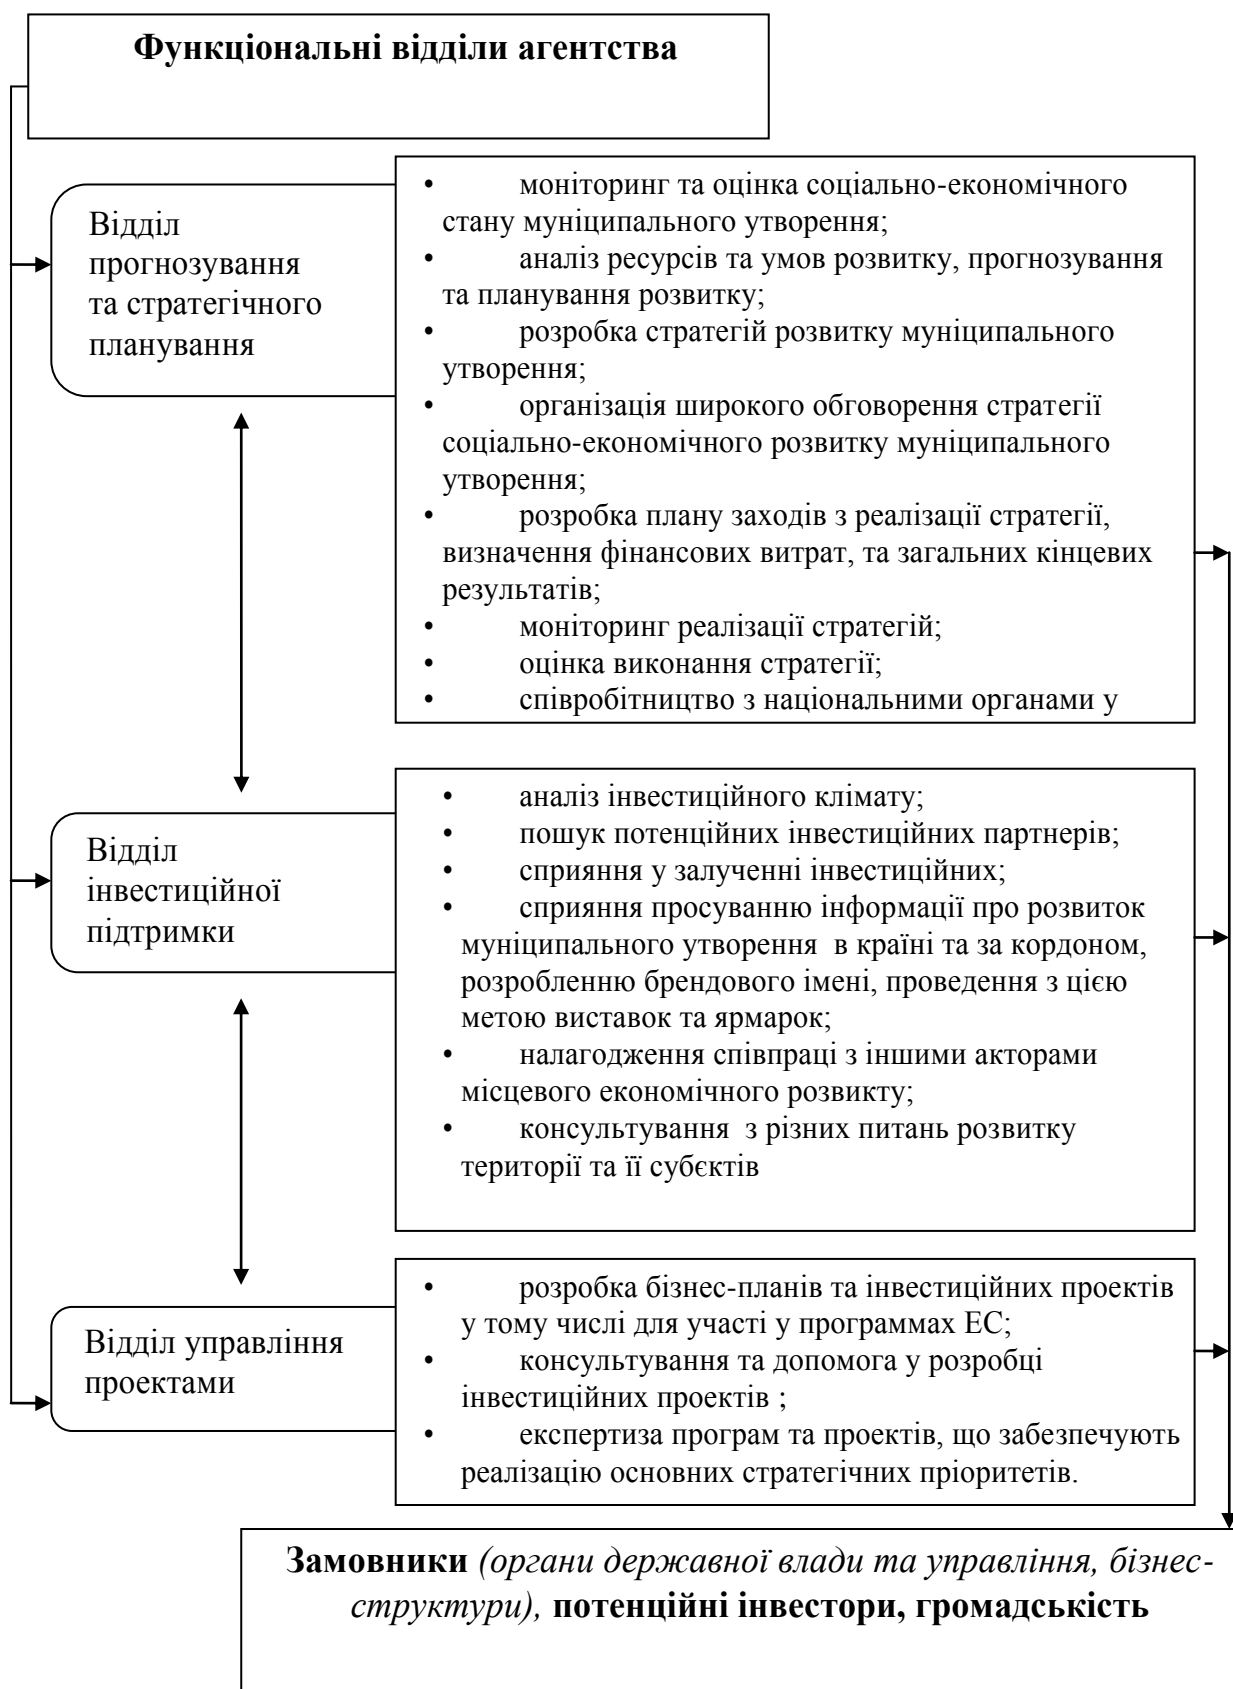 Функціональні відділи агентства
Відділ
прогнозування
та стратегічного
планування
• моніторинг та оцінка соціально-економічного
стану муніципального утворення;
• аналіз ресурсів та умов розвитку, прогнозування
та планування розвитку;
• розробка стратегій розвитку муніципального
утворення;
• організація широкого обговорення стратегії
соціально-економічного розвитку муніципального
утворення;
• розробка плану заходів з реалізації стратегії,
визначення фінансових витрат, та загальних кінцевих
результатів;
• моніторинг реалізації стратегій;
• оцінка виконання стратегії;
• співробітництво з національними органами у
Відділ
інвестиційної
підтримки
• аналіз інвестиційного клімату;
• пошук потенційних інвестиційних партнерів;
• сприяння у залученні інвестиційних;
• сприяння просуванню інформації про розвиток
муніципального утворення в країні та за кордоном,
розробленню брендового імені, проведення з цією
метою виставок та ярмарок;
• налагодження співпраці з іншими акторами
місцевого економічного розвикту;
• консультування з різних питань розвитку
території та її субєктів
Відділ управління
проектами
• розробка бізнес-планів та інвестиційних проектів
у тому числі для участі у программах ЕС;
• консультування та допомога у розробці
інвестиційних проектів ;
• експертиза програм та проектів, що забезпечують
реалізацію основних стратегічних пріоритетів.
Замовники (органи державної влади та управління, бізнес-
структури), потенційні інвестори, громадськість